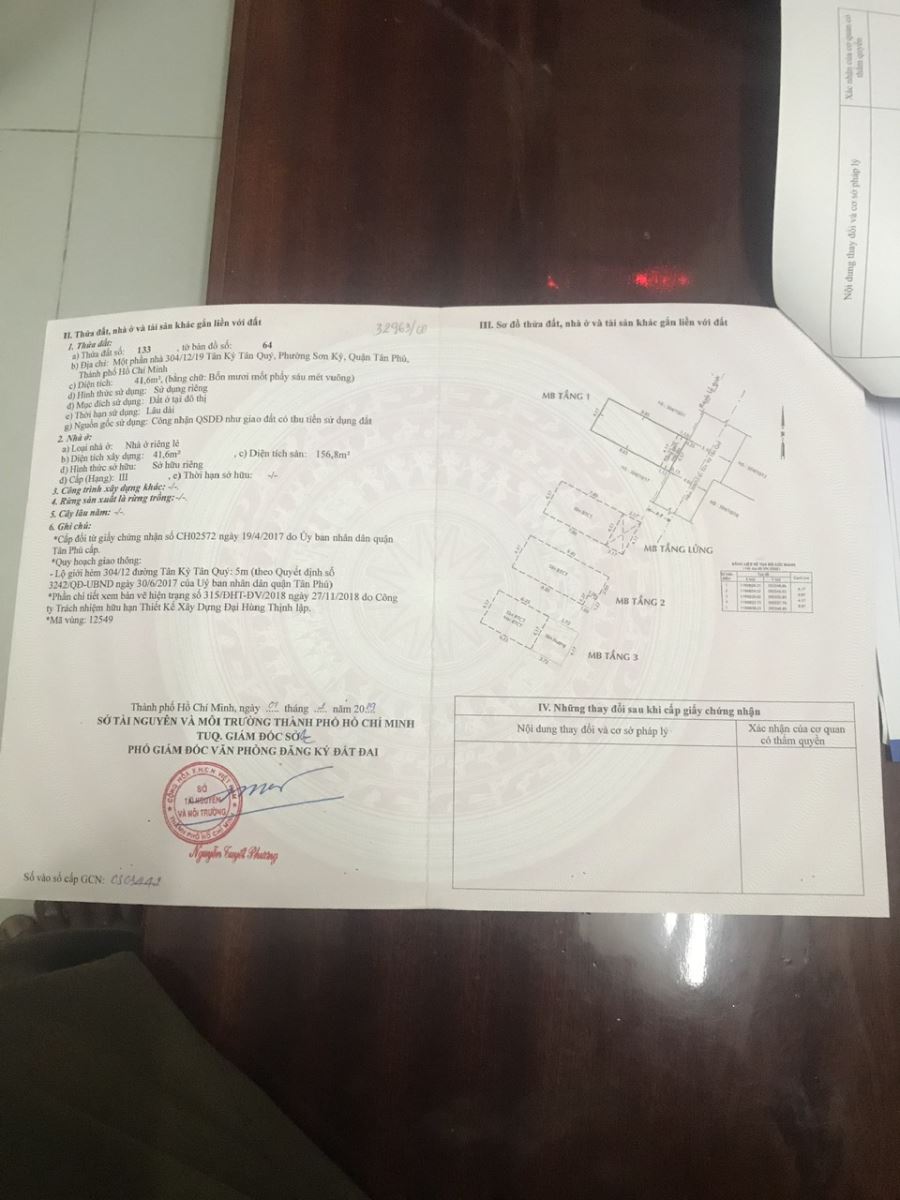 Xác nhận của cơ quan có
thẩm quyền
Nội dung thay đổi và cơ sở pháp lý
II. Thửa đất, nhà ở và tài sản khác gắn liền với đất
32963/
1. Thửa đất:
a) Thửa đất số: 133 , tờ bản đồ số: 64
b) Địa chỉ: Một phần nhà 304/12/19 Tân Kỳ Tân Quý, Phường Sơn Kỳ, Quận Tân Phú,
Thành phố Hồ Chí Minh
c) Diện tích: 41,6m², (bằng chữ: Bốn mươi mốt phẩy sáu mét vuông)
d) Hình thức sử dụng: Sử dụng riêng
đ) Mục đích sử dụng: Đất ở tại đô thị
e) Thời hạn sử dụng: Lâu dài
g) Nguồn gốc sử dụng: Công nhận QSDĐ như giao đất có thu tiền sử dụng đất
2. Nhà ở:
a) Loại nhà ở: Nhà ở riêng lẻ
b) Diện tích xây dựng: 41,6m² , c) Diện tích sàn: 156,8m²
d) Hình thức sở hữu: Sở hữu riêng
đ) Cấp (Hạng): III , e) Thời hạn sở hữu: -/-
3. Công trình xây dựng khác: -/-
4. Rừng sản xuất là rừng trồng: -/-
5. Cây lâu năm: -/-
6. Ghi chú:
*Cấp đổi từ giấy chứng nhận số CH02572 ngày 19/4/2017 do Ủy ban nhân dân quận
Tân Phú cấp.
*Quy hoạch giao thông:
- Lộ giới hẻm 304/12 đường Tân Kỳ Tân Quý: 5m (theo Quyết định số
3242/QĐ-UBND ngày 30/6/2017 của Uỷ ban nhân dân quận Tân Phú)
*Phần chi tiết xem bản vẽ hiện trạng số 315/ĐHT-ĐV/2018 ngày 27/11/2018 do Công
ty Trách nhiệm hữu hạn Thiết Kế Xây Dựng Đại Hùng Thịnh lập.
*Mã vùng: 12549
Thành phố Hồ Chí Minh, ngày tháng năm 20
SỞ TÀI NGUYÊN VÀ MÔI TRƯỜNG THÀNH PHỐ HỒ CHÍ MINH
TUQ. GIÁM ĐỐC SỞ
PHÓ GIÁM ĐỐC VĂN PHÒNG ĐĂNG KÝ ĐẤT ĐAI
SỞ
TÀI NGUYÊN
VÀ MÔI TRƯỜNG
Nguyễn Tuyết Phương
Số vào sổ cấp GCN:
III. Sơ đồ thửa đất, nhà ở và tài sản khác gắn liền với đất
MB TẦNG 1
MB TẦNG LỬNG
MB TẦNG 2
MB TẦNG 3
IV. Những thay đổi sau khi cấp giấy chứng nhận
Nội dung thay đổi và cơ sở pháp lý
Xác nhận của cơ quan
có thẩm quyền